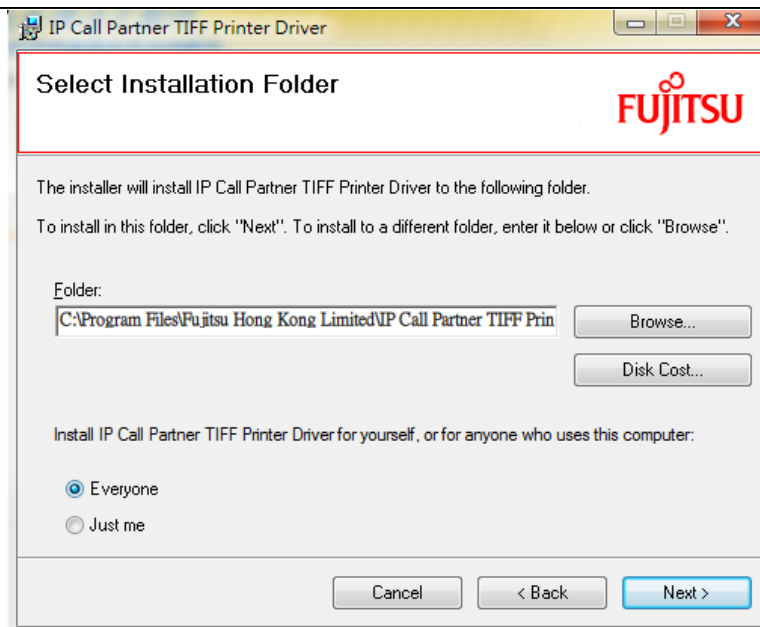 IP Call Partner TIFF Printer Driver
Select Installation Folder
FUJITSU
The installer will install IP Call Partner TIFF Printer Driver to the following folder.
To install in this folder, click "Next". To install to a different folder, enter it below or click "Browse".
Folder:
C:\Program Files\Fujitsu Hong Kong Limited\IP Call Partner TIFF Prin
Browse...
Disk Cost...
Install IP Call Partner TIFF Printer Driver for yourself, or for anyone who uses this computer:
Everyone
Just me
Cancel
< Back
Next >